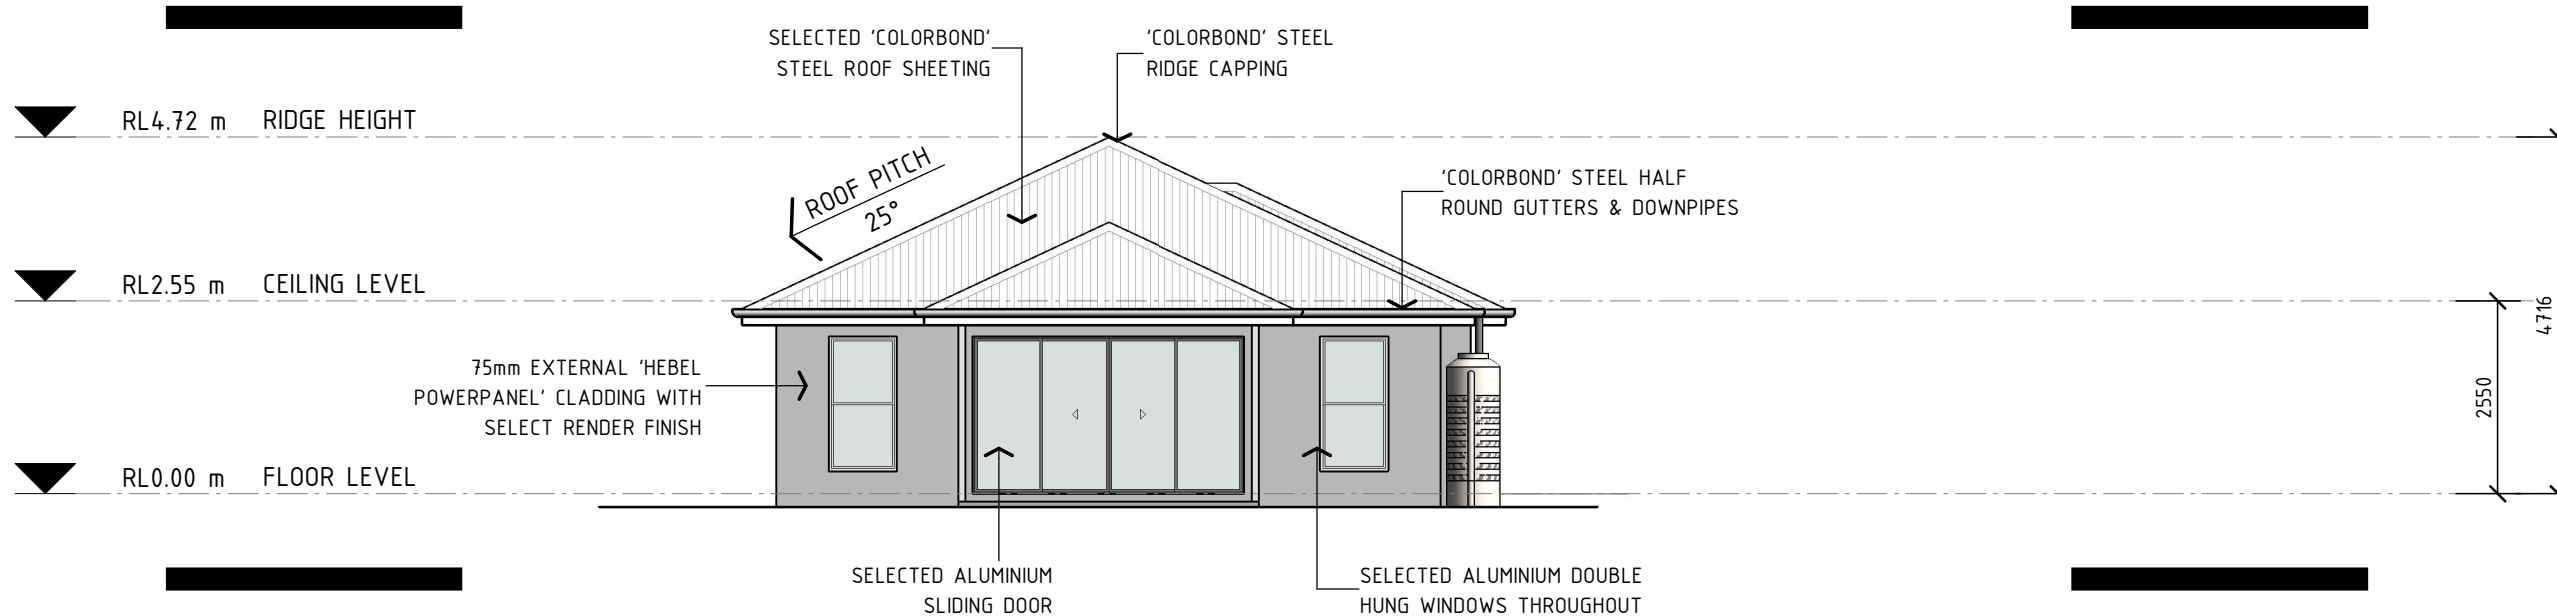 SELECTED 'COLORBOND'
STEEL ROOF SHEETING
'COLORBOND' STEEL
RIDGE CAPPING
RL4.72 m RIDGE HEIGHT
ROOF PITCH
25°
'COLORBOND' STEEL HALF
ROUND GUTTERS & DOWNPIPES
RL2.55 m CEILING LEVEL
4716
2550
75mm EXTERNAL 'HEBEL
POWERPANEL' CLADDING WITH
SELECT RENDER FINISH
RL0.00 m FLOOR LEVEL
SELECTED ALUMINIUM
SLIDING DOOR
SELECTED ALUMINIUM DOUBLE
HUNG WINDOWS THROUGHOUT